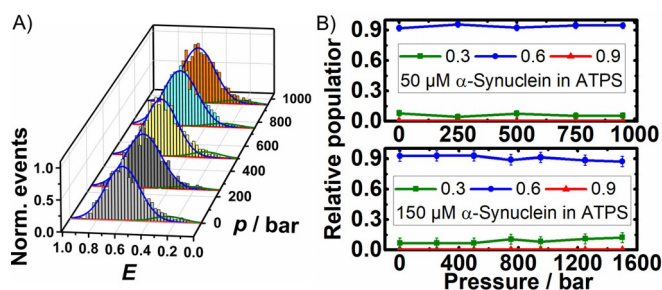 A)
Norm. events
1.0
0.5
0.0
1.0 0.8 0.6 0.4 0.2 0.0
E
0
200
400
600
800
1000
p / bar
B)
Relative population
0.9
0.6
0.3
0.0
0.3 0.6 0.9
50 μM α-Synuclein in ATPS
0 250 500 750 1000
0.9
0.6
0.3
0.0
0.3 0.6 0.9
150 μM α-Synuclein in ATPS
0 400 800 1200 1600
Pressure / bar